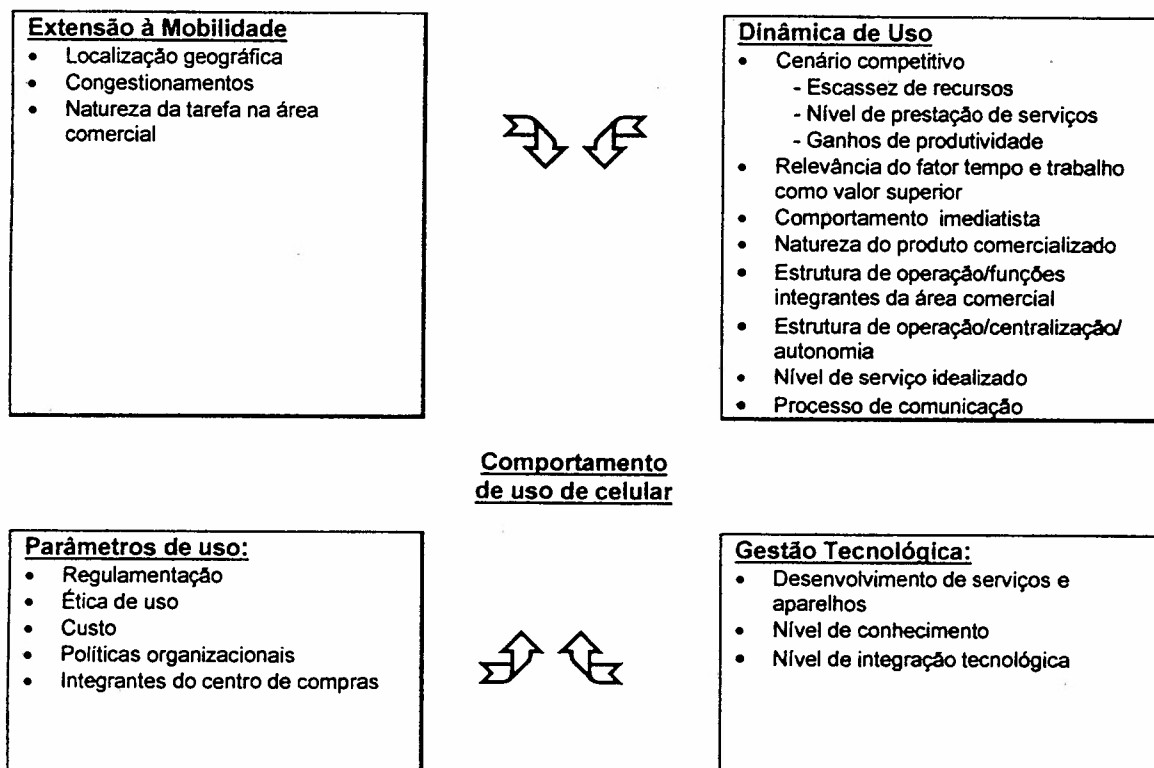 Extensão à Mobilidade
• Localização geográfica
• Congestionamentos
• Natureza da tarefa na área
comercial
Dinâmica de Uso
• Cenário competitivo
- Escassez de recursos
- Nível de prestação de serviços
- Ganhos de produtividade
• Relevância do fator tempo e trabalho
como valor superior
• Comportamento imediatista
• Natureza do produto comercializado
• Estrutura de operação/funções
integrantes da área comercial
• Estrutura de operação/centralização/
autonomia
• Nível de serviço idealizado
• Processo de comunicação
Comportamento
de uso de celular
Parâmetros de uso:
• Regulamentação
• Ética de uso
• Custo
• Políticas organizacionais
• Integrantes do centro de compras
Gestão Tecnológica:
• Desenvolvimento de serviços e
aparelhos
• Nível de conhecimento
• Nível de integração tecnológica